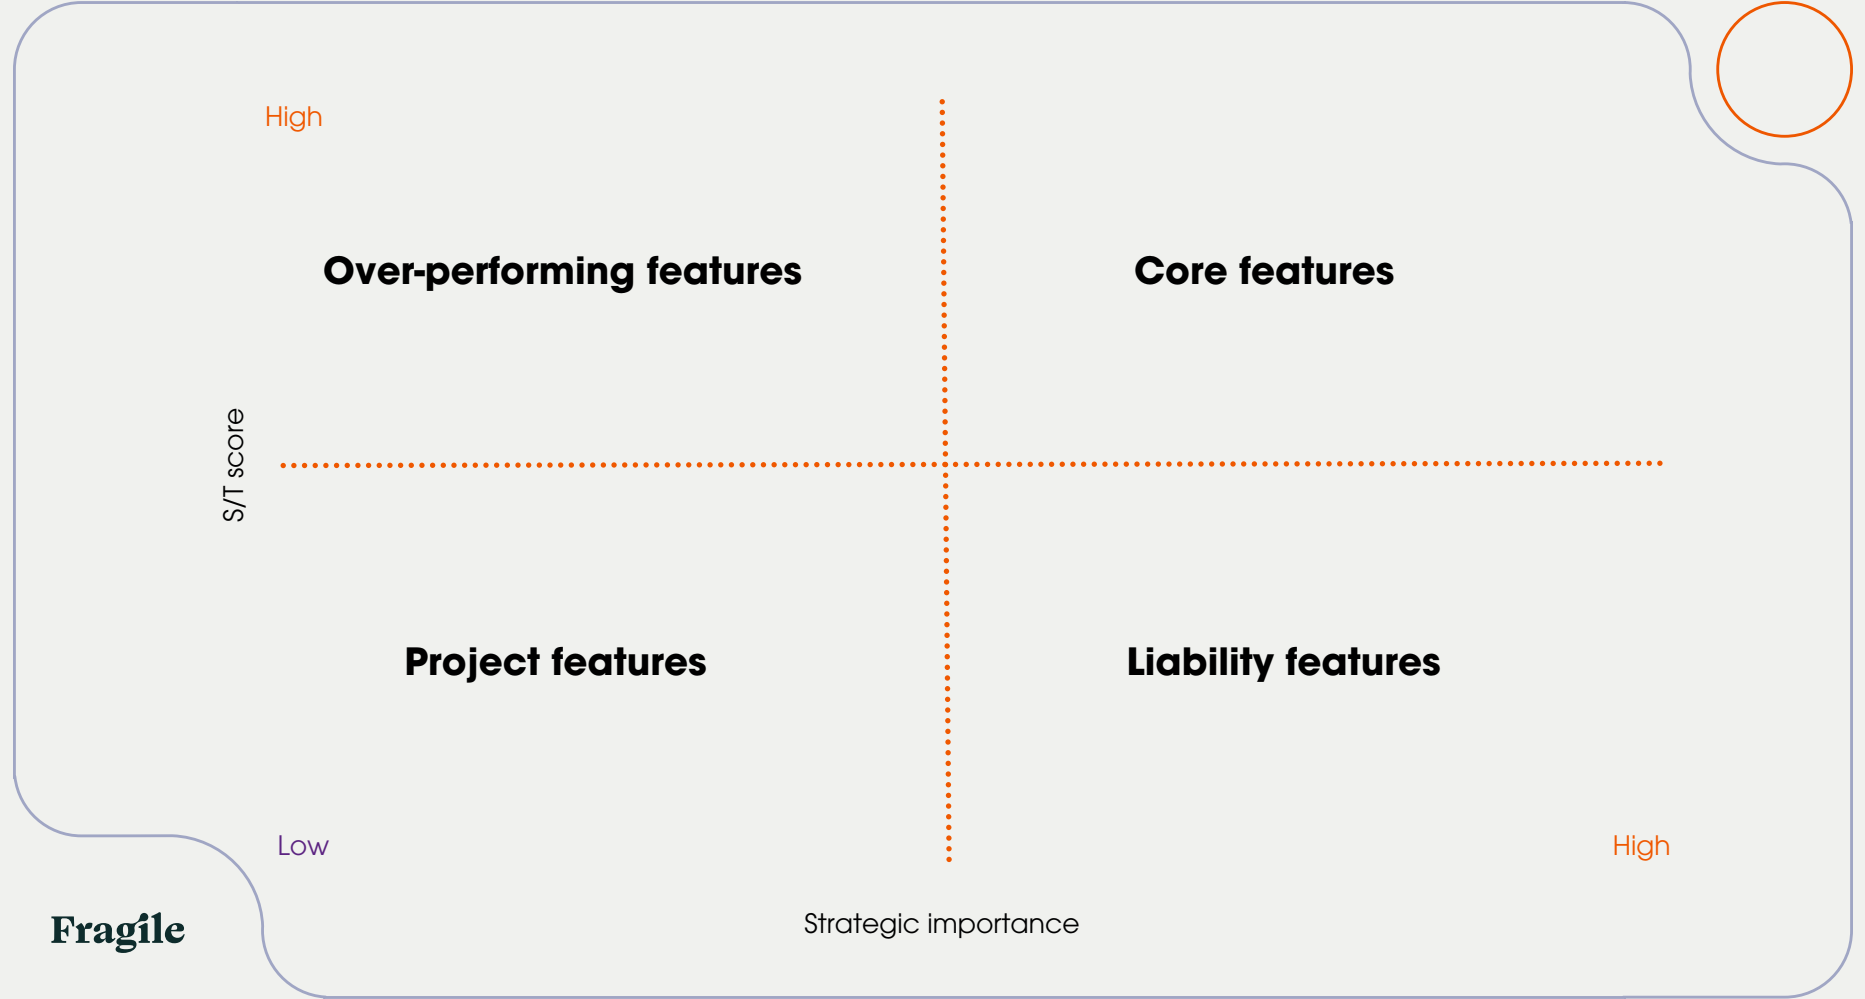 High
Over-performing features
Core features
S/T score
Project features
Liability features
Low
High
Strategic importance
Fragile